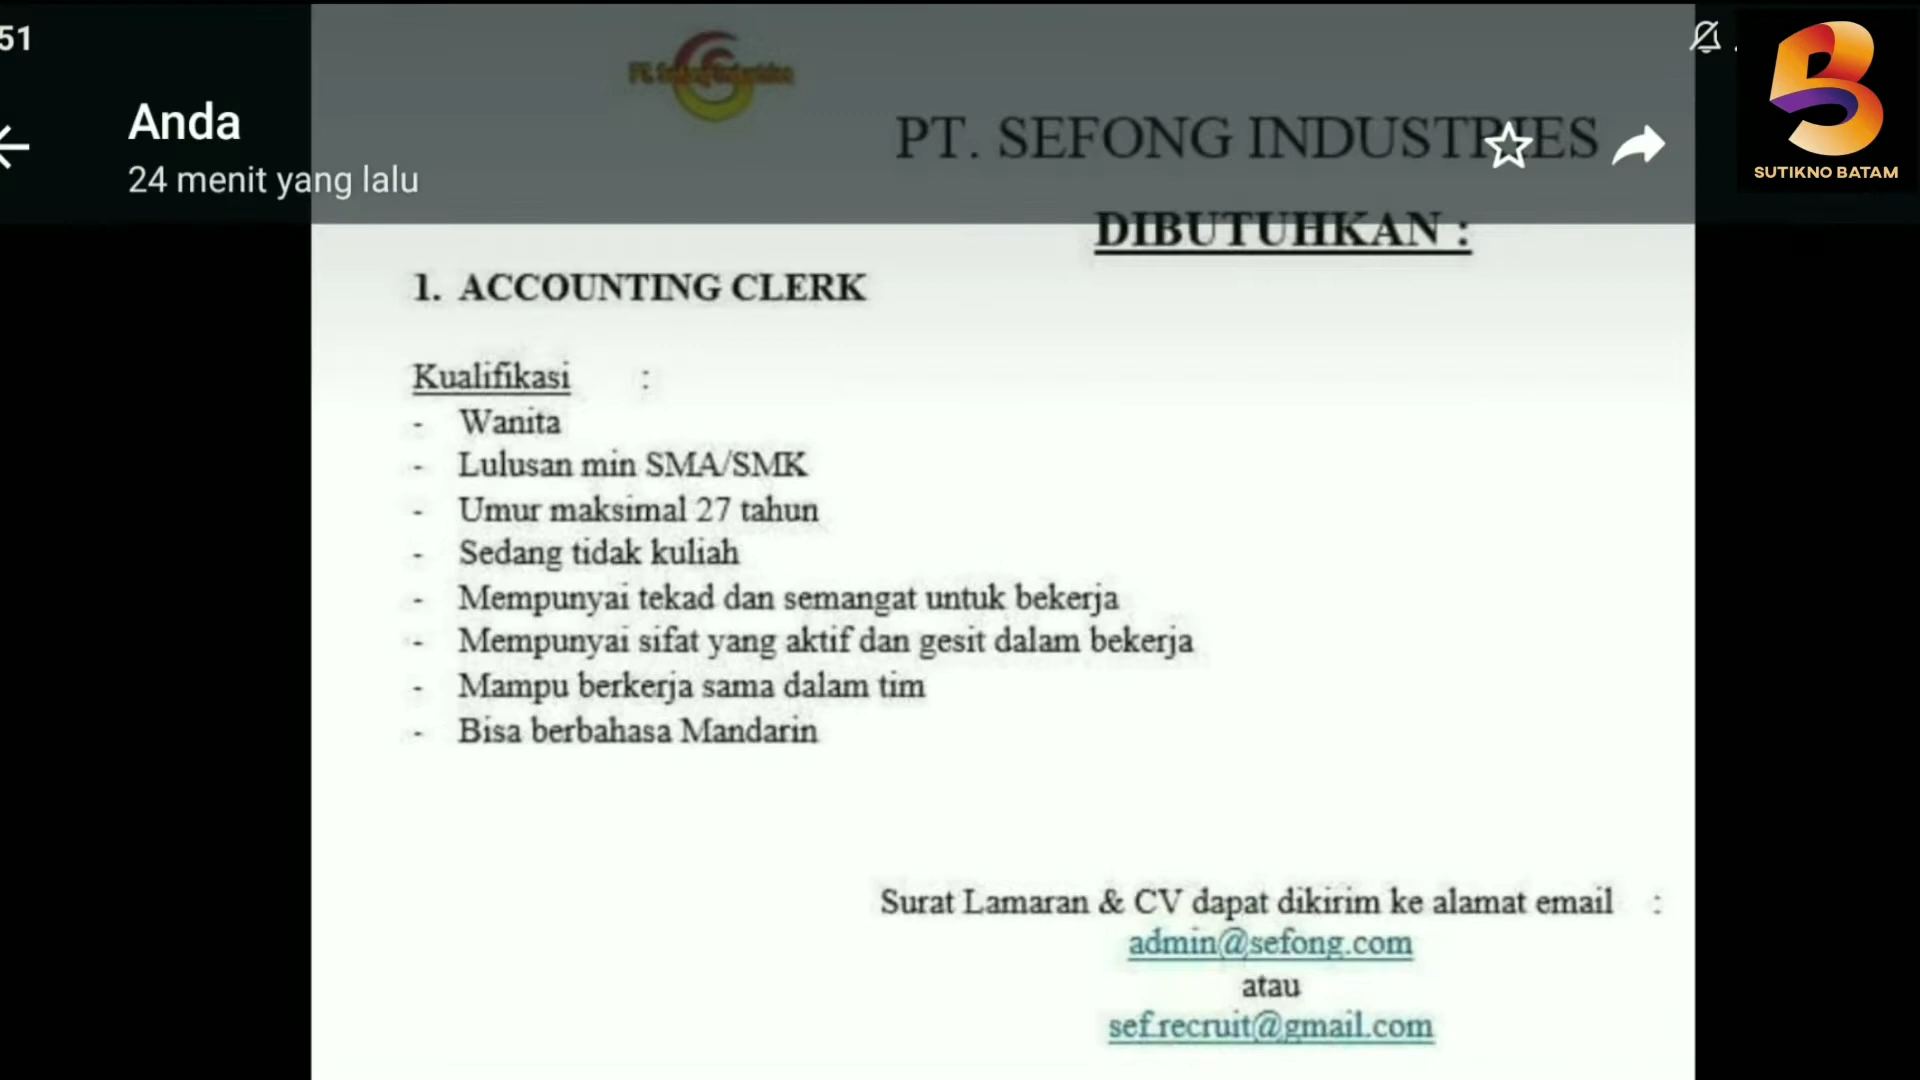 51
Anda
24 menit yang lalu
PT. SEFONG INDUSTRIES
SUTIKNO BATAM
DIBUTUHKAN :
1. ACCOUNTING CLERK
Kualifikasi :
- Wanita
- Lulusan min SMA/SMK
- Umur maksimal 27 tahun
- Sedang tidak kuliah
- Mempunyai tekad dan semangat untuk bekerja
- Mempunyai sifat yang aktif dan gesit dalam bekerja
- Mampu berkerja sama dalam tim
- Bisa berbahasa Mandarin
Surat Lamaran & CV dapat dikirim ke alamat email :
admin@sefong.com
atau
sef.recruit@gmail.com